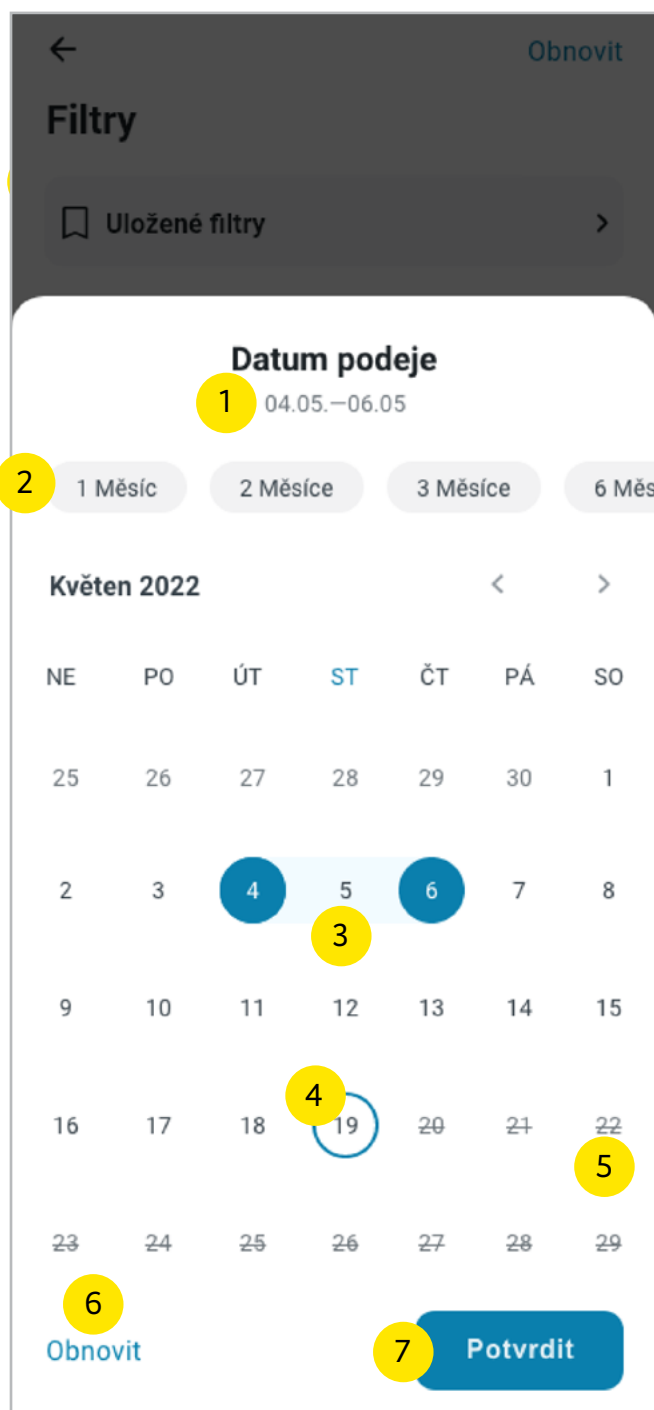 Obnovit
Filtry
Uložené filtry
Datum podeje
1 04.05.—06.05
2 1 Měsíc 2 Měsíce 3 Měsíce 6 Měs
Květen 2022
NE PO ÚT ST ČT PÁ SO
25 26 27 28 29 30 1
2 3 4 5 6 7 8
3
9 10 11 12 13 14 15
4
16 17 18 19 20 21 22
5
23 24 25 26 27 28 29
6
Obnovit 7 Potvrdit